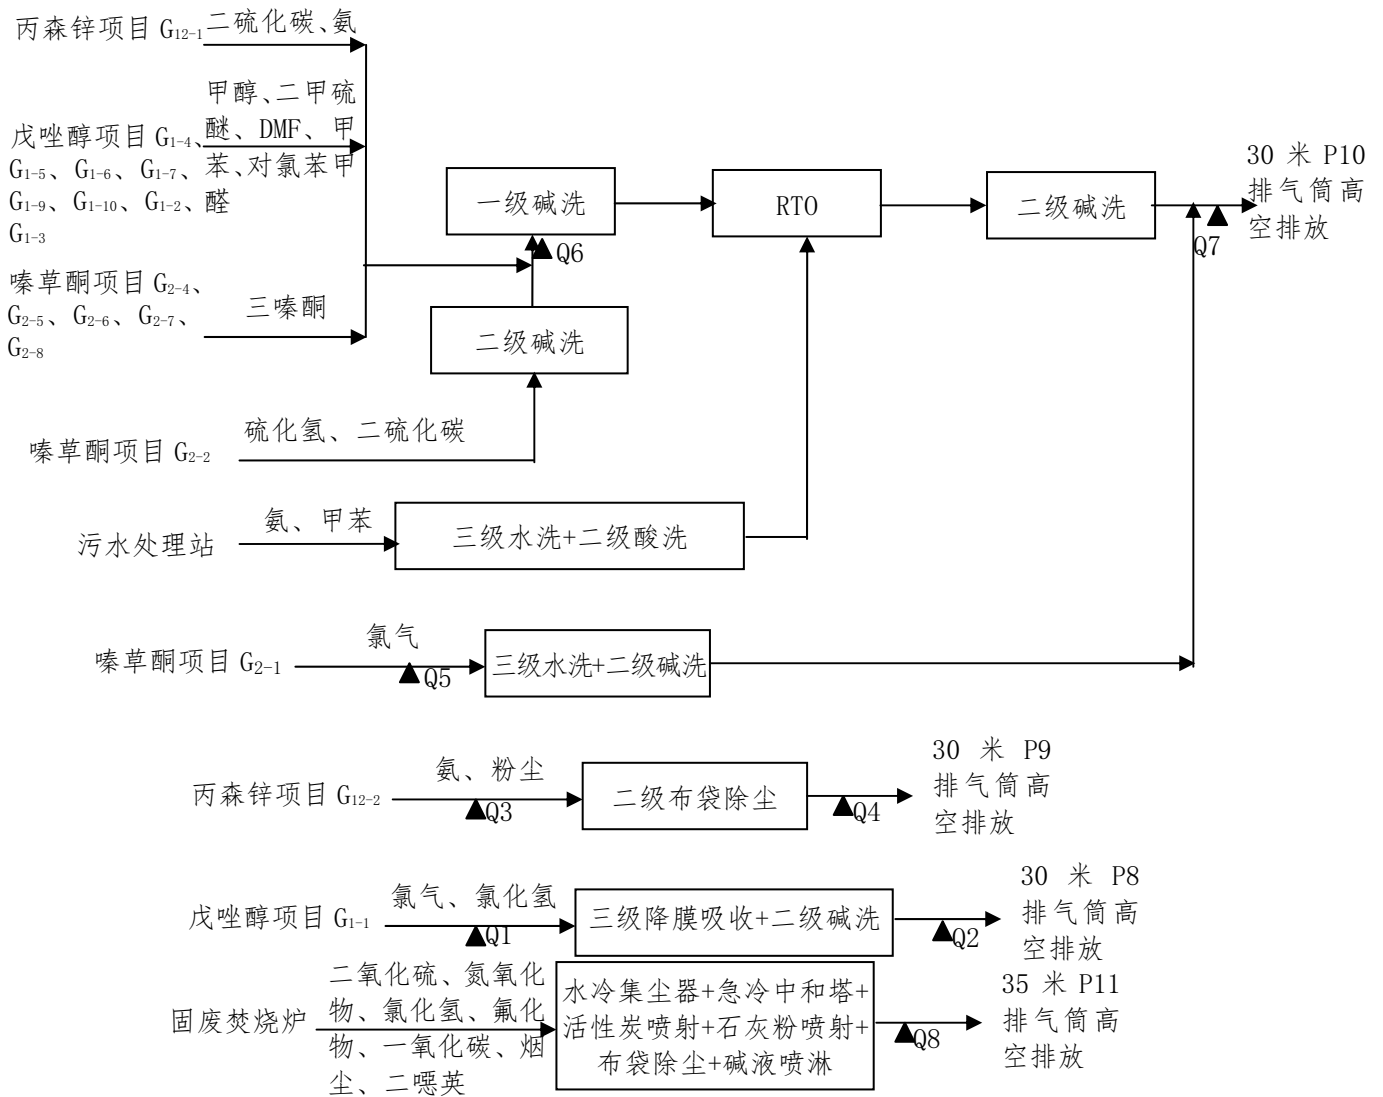 丙森锌项目 G12-1
二硫化碳、氨
甲醇、二甲硫
醚、DMF、甲
苯、对氯苯甲
醛
戊唑醇项目 G1-4、
G1-5、G1-6、G1-7、
G1-9、G1-10、G1-2、
G1-3
嗪草酮项目 G2-4、
G2-5、G2-6、G2-7、
G2-8
三嗪酮
一级碱洗
RTO
二级碱洗
30 米 P10
排气筒高
空排放
Q6
Q7
二级碱洗
嗪草酮项目 G2-2
硫化氢、二硫化碳
污水处理站
氨、甲苯
三级水洗+二级酸洗
嗪草酮项目 G2-1
氯气
Q5
三级水洗+二级碱洗
丙森锌项目 G12-2
氨、粉尘
Q3
二级布袋除尘
Q4
30 米 P9
排气筒高
空排放
戊唑醇项目 G1-1
氯气、氯化氢
Q1
三级降膜吸收+二级碱洗
Q2
30 米 P8
排气筒高
空排放
固废焚烧炉
二氧化硫、氮氧化
物、氯化氢、氟化
物、一氧化碳、烟
尘、二噁英
水冷集尘器+急冷中和塔+
活性炭喷射+石灰粉喷射+
布袋除尘+碱液喷淋
Q8
35 米 P11
排气筒高
空排放